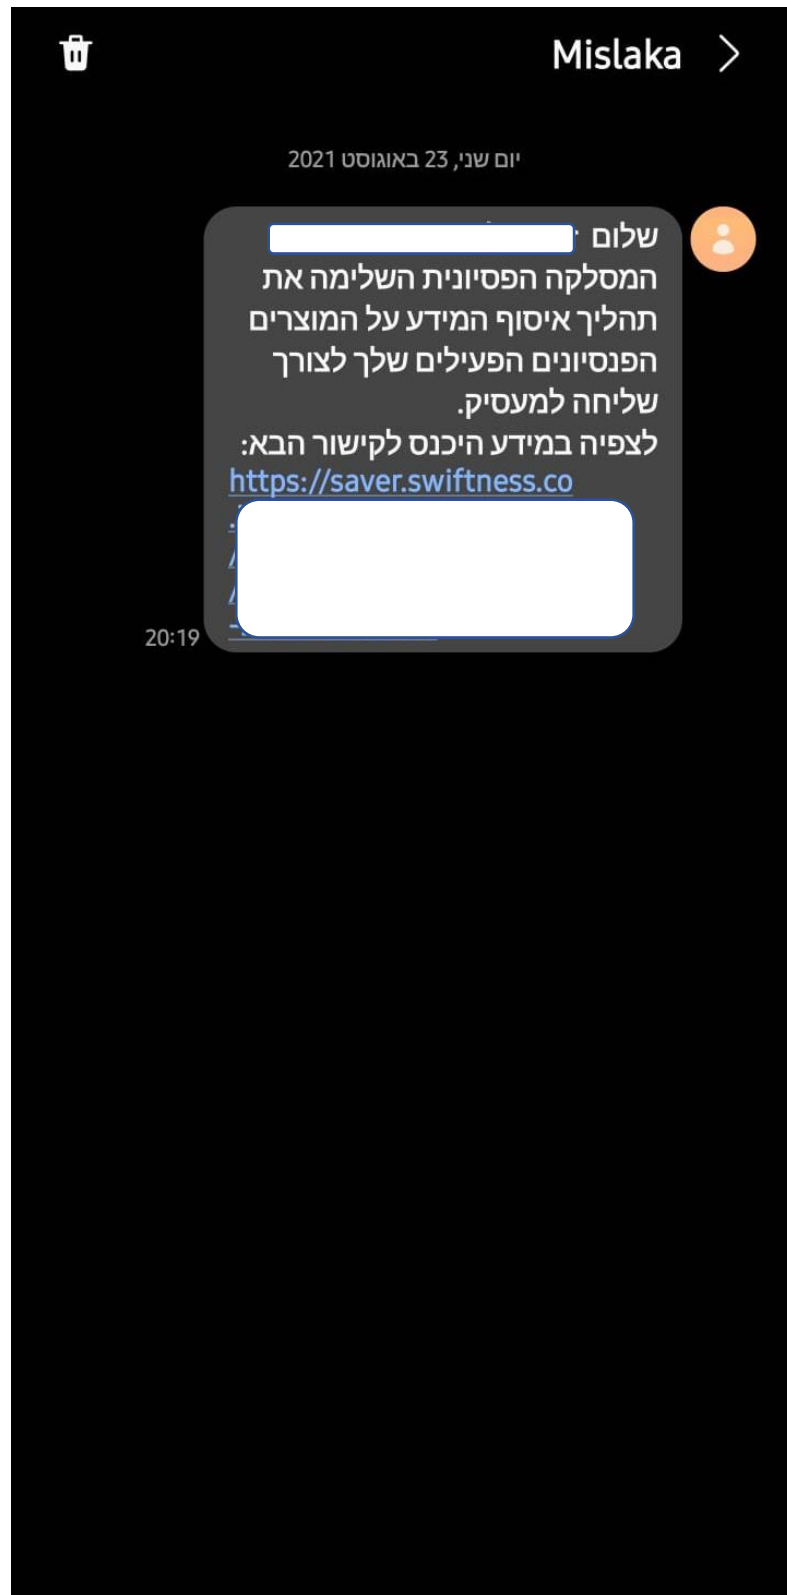 Mislaka
יום שני, 23 באוגוסט 2021
שלום
המסלקה הפסיונית השלימה את
תהליך איסוף המידע על המוצרים
הפנסיונים הפעילים שלך לצורך
שליחה למעסיק.
לצפיה במידע היכנס לקישור הבא:
https://saver.swiftness.co
20:19